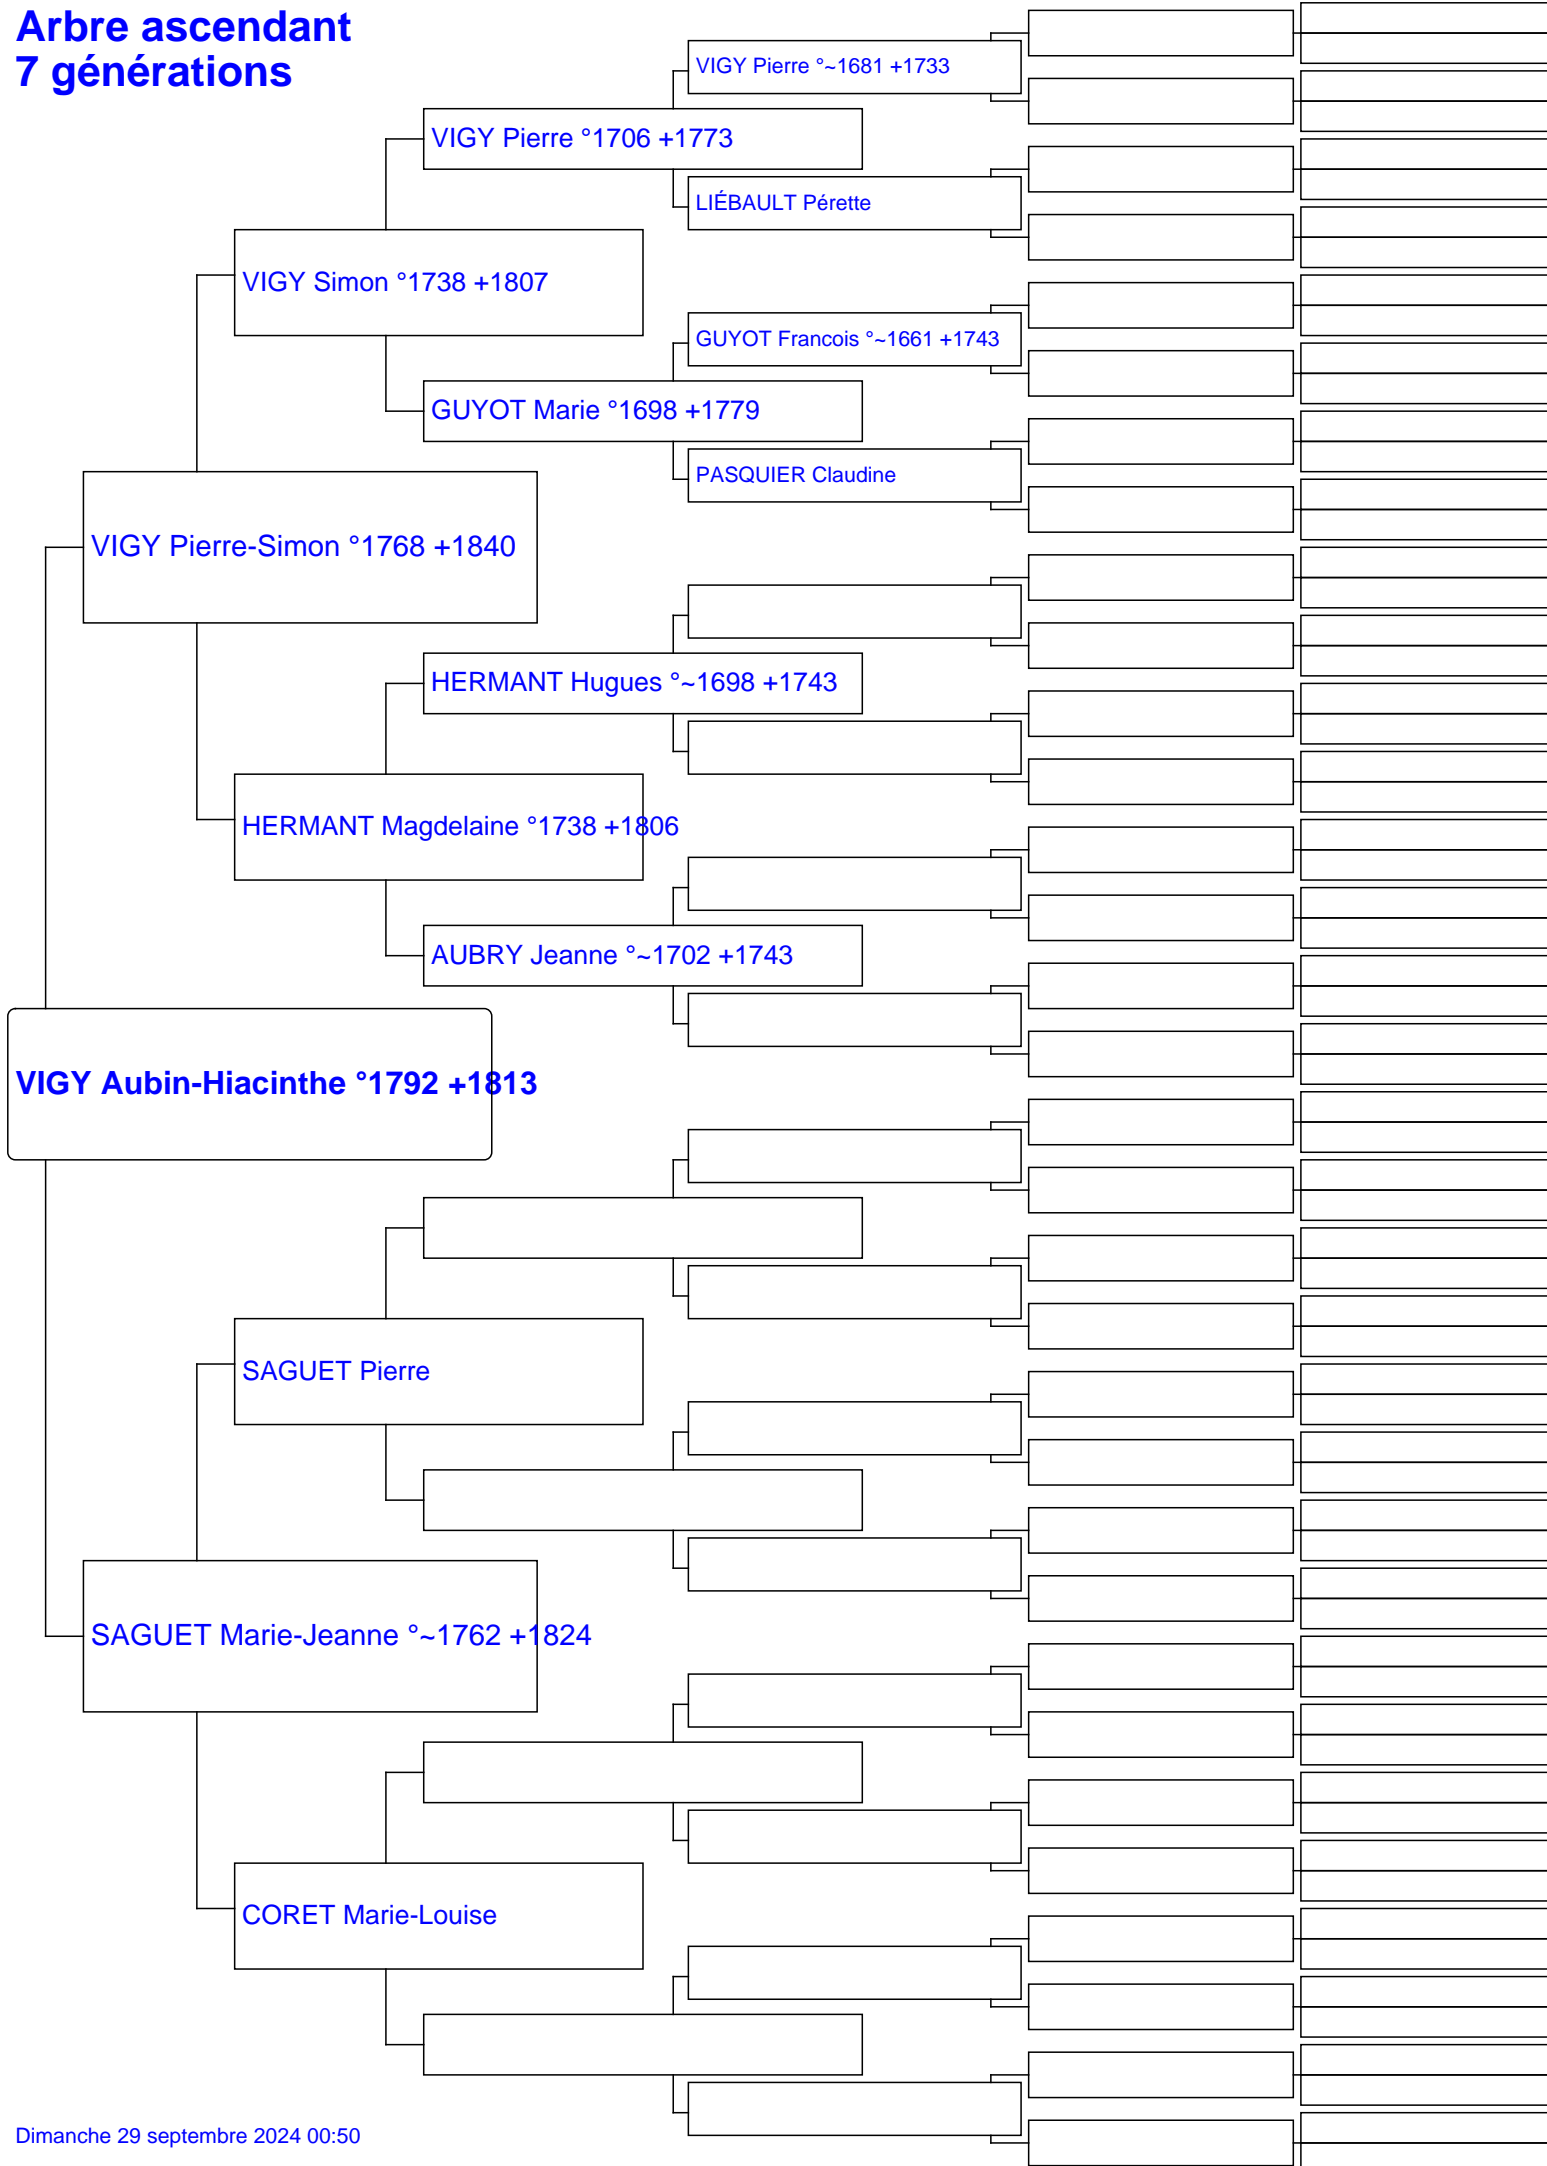 Arbre ascendant
7 générations
VIGY Pierre °~1681 +1733
VIGY Pierre °1706 +1773
LIÉBAULT Pérette
VIGY Simon °1738 +1807
GUYOT Francois °~1661 +1743
GUYOT Marie °1698 +1779
PASQUIER Claudine
VIGY Pierre-Simon °1768 +1840
HERMANT Hugues °~1698 +1743
HERMANT Magdelaine °1738 +1806
AUBRY Jeanne °~1702 +1743
VIGY Aubin-Hiacinthe °1792 +1813
SAGUET Pierre
SAGUET Marie-Jeanne °~1762 +1824
CORET Marie-Louise
Dimanche 29 septembre 2024 00:50